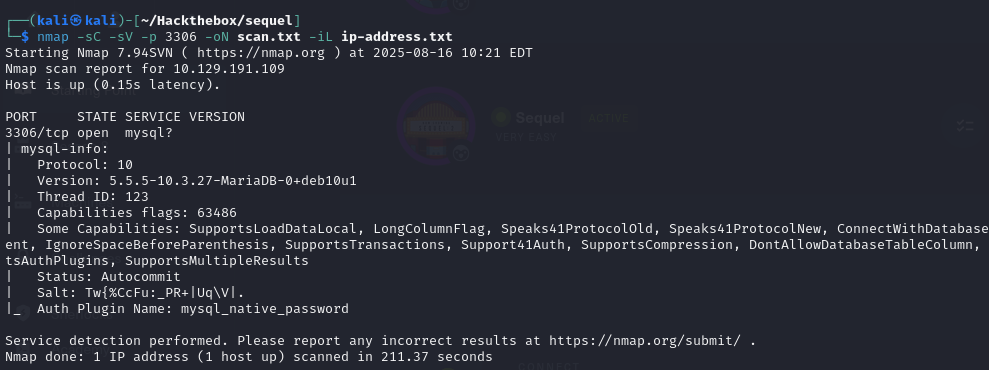 ┌──(kali㉿kali)-[~/Hackthebox/sequel]
└─$ nmap -sC -sV -p 3306 -oN scan.txt -iL ip-address.txt
Starting Nmap 7.94SVN ( https://nmap.org ) at 2025-08-16 10:21 EDT
Nmap scan report for 10.129.191.109
Host is up (0.15s latency).

PORT     STATE SERVICE VERSION
3306/tcp open  mysql?
| mysql-info:
|   Protocol: 10
|   Version: 5.5.5-10.3.27-MariaDB-0+deb10u1
|   Thread ID: 123
|   Capabilities flags: 63486
|   Some Capabilities: SupportsLoadDataLocal, LongColumnFlag, Speaks41ProtocolOld, Speaks41ProtocolNew, ConnectWithDatabase
ent, IgnoreSpaceBeforeParenthesis, SupportsTransactions, Support41Auth, SupportsCompression, DontAllowDatabaseTableColumn,
tsAuthPlugins, SupportsMultipleResults
|   Status: Autocommit
|   Salt: Tw{%CcFu:_PR+|Uq\V|.
|_  Auth Plugin Name: mysql_native_password

Service detection performed. Please report any incorrect results at https://nmap.org/submit/ .
Nmap done: 1 IP address (1 host up) scanned in 211.37 seconds
Sequel
ACTIVE
VERY EASY
CONNECT